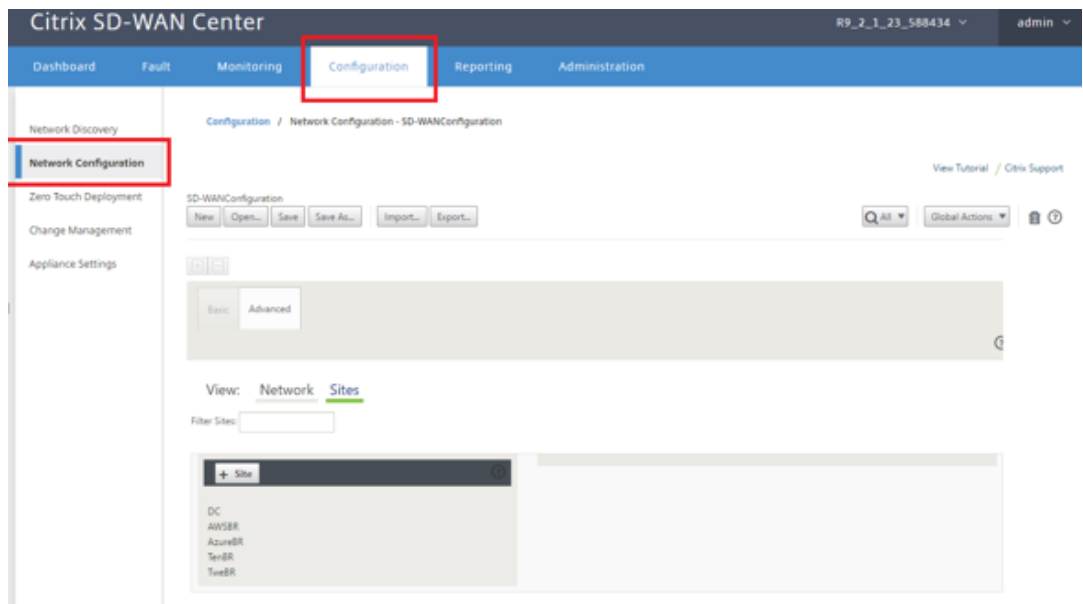 Citrix SD-WAN Center
R9_2_1_23_588434 admin
Dashboard Fault Monitoring Configuration Reporting Administration
Network Discovery
Network Configuration
Zero Touch Deployment
Change Management
Appliance Settings
Configuration / Network Configuration - SD-WANConfiguration
View Tutorial / Citrix Support
SD-WANConfiguration
New Open... Save Save As... Import... Export... All Global Actions
Basic Advanced
View: Network Sites
Filter Sites:
+ Site
DC
AWSBR
AzureBR
TenBR
TweBR